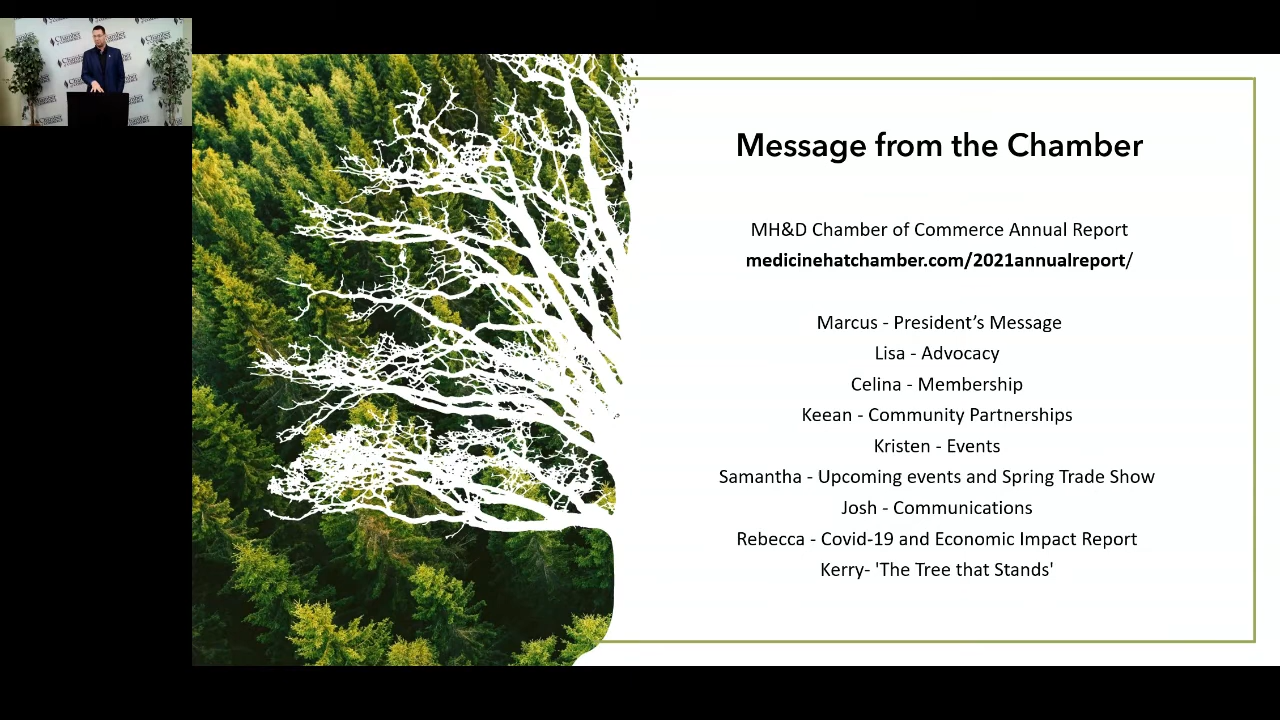 Chamber
Message from the Chamber
MH&D Chamber of Commerce Annual Report
medicinehatchamber.com/2021annualreport/
Marcus - President’s Message
Lisa - Advocacy
Celina - Membership
Keean - Community Partnerships
Kristen - Events
Samantha - Upcoming events and Spring Trade Show
Josh - Communications
Rebecca - Covid-19 and Economic Impact Report
Kerry- 'The Tree that Stands'